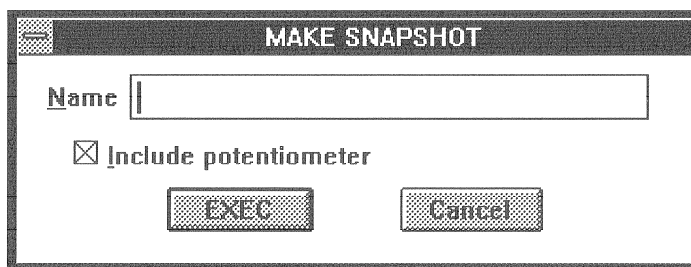 MAKE SNAPSHOT
Name
Include potentiometer
EXEC Cancel